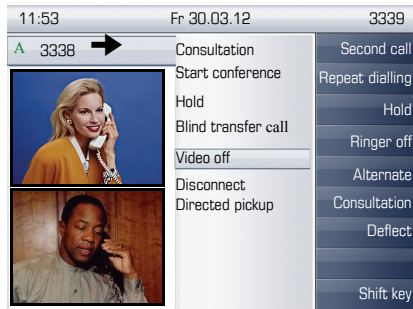 11:53 Fr 30.03.12 3339
A 3338
Consultation
Start conference
Hold
Blind transfer call
Video off
Disconnect
Directed pickup
Second call
Repeat dialling
Hold
Ringer off
Alternate
Consultation
Deflect
Shift key